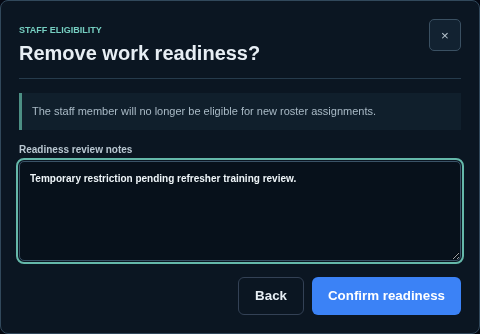 STAFF ELIGIBILITY
Remove work readiness?
×
The staff member will no longer be eligible for new roster assignments.
Readiness review notes
Temporary restriction pending refresher training review.
Back
Confirm readiness